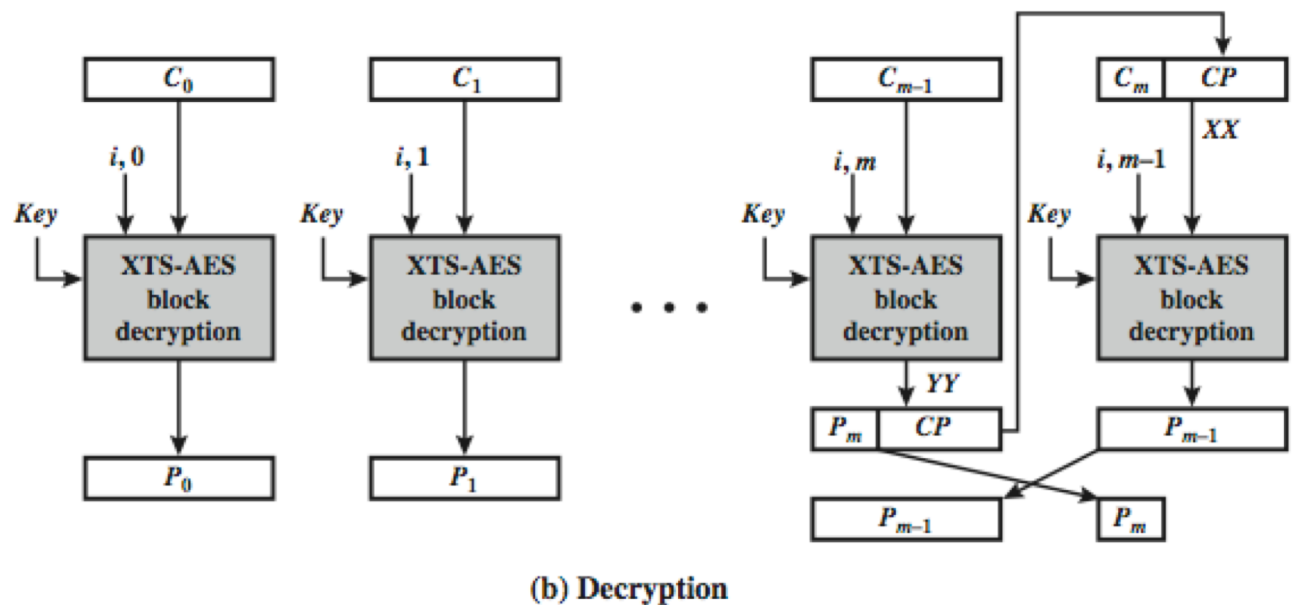 C₀ C₁ Cₘ₋₁ Cₘ CP
XX
i, 0 i, 1 i, m i, m–1
Key Key Key Key
XTS-AES XTS-AES XTS-AES XTS-AES
block block block block
decryption decryption • • • decryption decryption
YY
Pₘ CP Pₘ₋₁
P₀ P₁
Pₘ₋₁ Pₘ
(b) Decryption